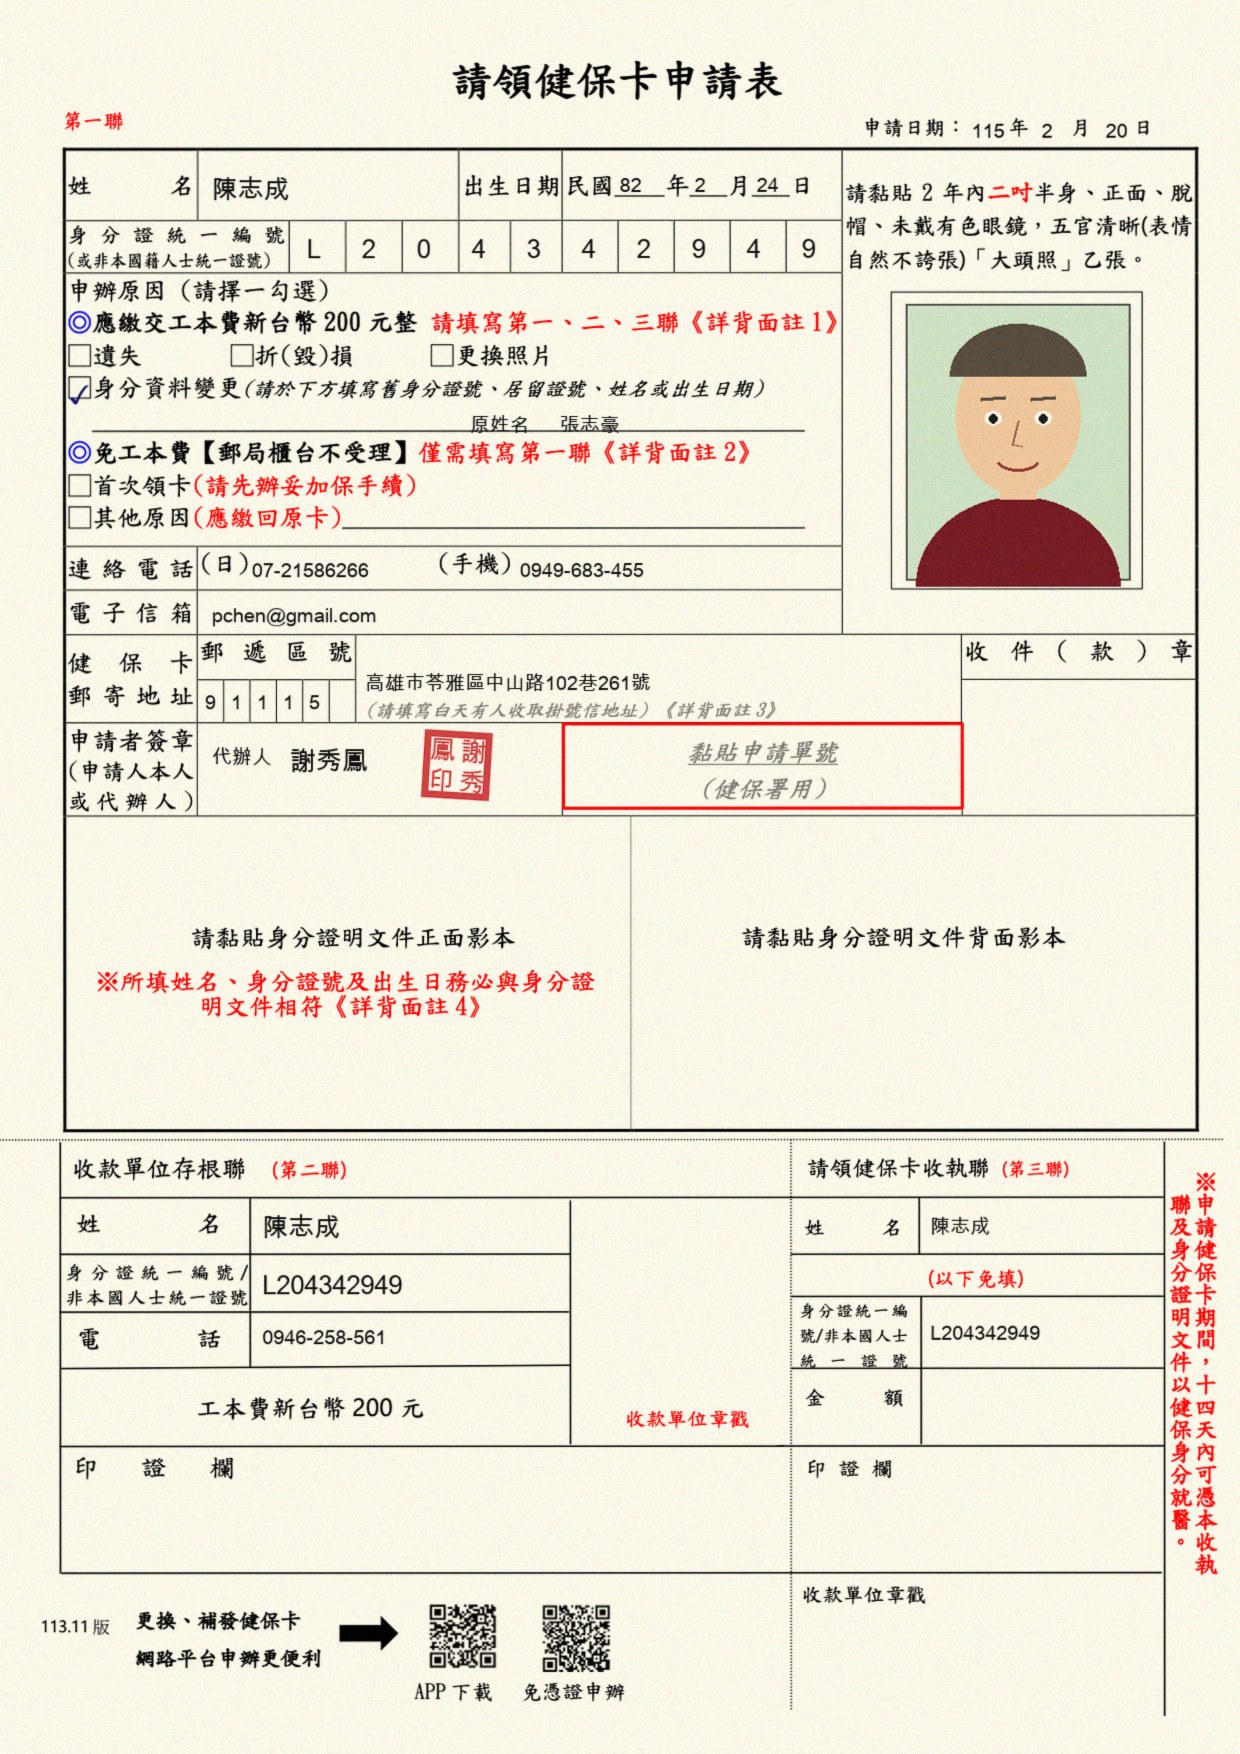 請領健保卡申請表
第一聯
申請日期： 115 年 2 月 20 日
姓名 陳志成 出生日期 民國 82 年 2 月 24 日
身分證統一編號
(或非本國籍人士統一證號)
L 2 0 4 3 4 2 9 4 9
請黏貼 2 年內二吋半身、正面、脫
帽、未戴有色眼鏡，五官清晰(表情
自然不誇張)「大頭照」乙張。
申辦原因（請擇一勾選）
◎應繳交工本費新台幣 200 元整 請填寫第一、二、三聯《詳背面註 1》
□遺失 □折(毀)損 □更換照片
☑身分資料變更(請於下方填寫舊身分證號、居留證號、姓名或出生日期)
原姓名 張志豪
◎免工本費【郵局櫃台不受理】僅需填寫第一聯《詳背面註 2》
□首次領卡(請先辦妥加保手續)
□其他原因(應繳回原卡)
連絡電話 (日) 07-21586266 (手機) 0949-683-455
電子信箱 pchen@gmail.com
健保卡
郵寄地址
郵遞區號
91115
高雄市苓雅區中山路102巷261號
（請填寫白天有人收取掛號信地址）《詳背面註 3》
收件（款）章
申請者簽章
(申請人本人
或代辦人)
代辦人 謝秀鳳
謝秀鳳印
黏貼申請單號
（健保署用）
請黏貼身分證明文件正面影本
※所填姓名、身分證號及出生日務必與身分證
明文件相符《詳背面註 4》
請黏貼身分證明文件背面影本
收款單位存根聯 (第二聯)
姓名 陳志成
身分證統一編號/
非本國人士統一證號
L204342949
電話 0946-258-561
工本費新台幣 200 元
收款單位章戳
印證欄
請領健保卡收執聯 (第三聯)
姓名 陳志成
(以下免填)
身分證統一編
號/非本國人士
統一證號
L204342949
金額
印證欄
收款單位章戳
※申請健保卡期間，十四天內可憑本收執
聯及身分證明文件以健保身分就醫。
113.11 版
更換、補發健保卡
網路平台申辦更便利
APP 下載
免憑證申辦